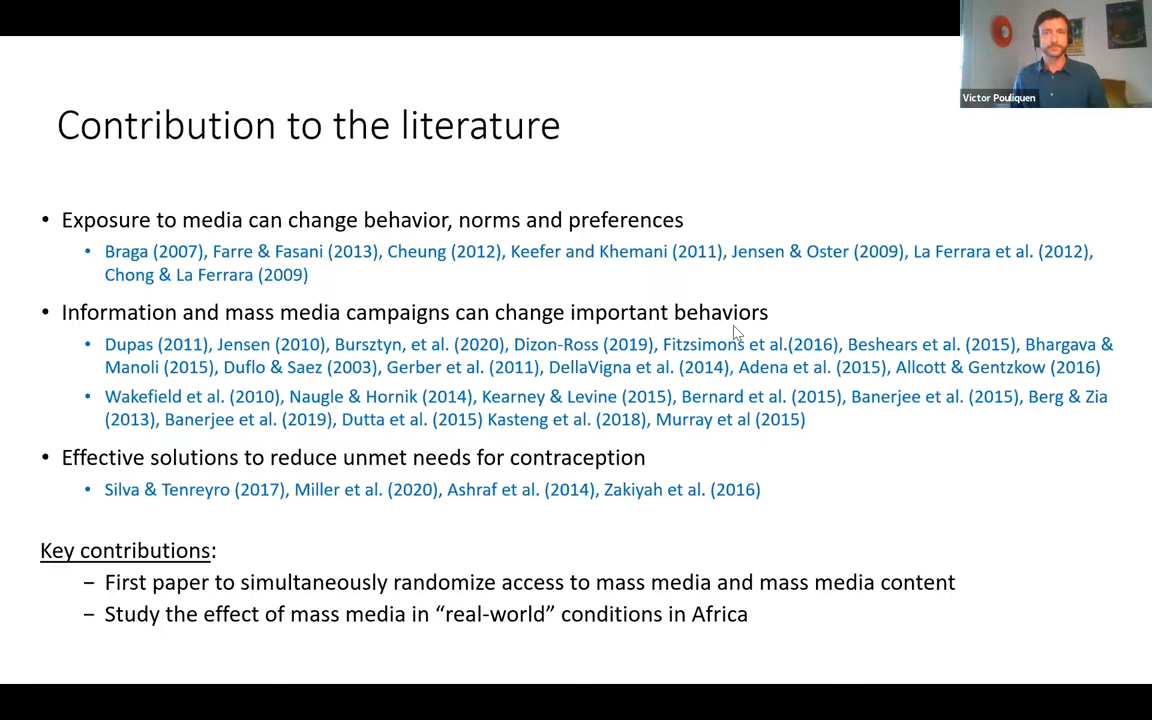 Victor Pouliquen
Contribution to the literature
• Exposure to media can change behavior, norms and preferences
• Braga (2007), Farre & Fasani (2013), Cheung (2012), Keefer and Khemani (2011), Jensen & Oster (2009), La Ferrara et al. (2012),
Chong & La Ferrara (2009)
• Information and mass media campaigns can change important behaviors
• Dupas (2011), Jensen (2010), Bursztyn, et al. (2020), Dizon-Ross (2019), Fitzsimons et al.(2016), Beshears et al. (2015), Bhargava &
Manoli (2015), Duflo & Saez (2003), Gerber et al. (2011), DellaVigna et al. (2014), Adena et al. (2015), Allcott & Gentzkow (2016)
• Wakefield et al. (2010), Naugle & Hornik (2014), Kearney & Levine (2015), Bernard et al. (2015), Banerjee et al. (2015), Berg & Zia
(2013), Banerjee et al. (2019), Dutta et al. (2015) Kasteng et al. (2018), Murray et al (2015)
• Effective solutions to reduce unmet needs for contraception
• Silva & Tenreyro (2017), Miller et al. (2020), Ashraf et al. (2014), Zakiyah et al. (2016)
Key contributions:
− First paper to simultaneously randomize access to mass media and mass media content
− Study the effect of mass media in “real-world” conditions in Africa